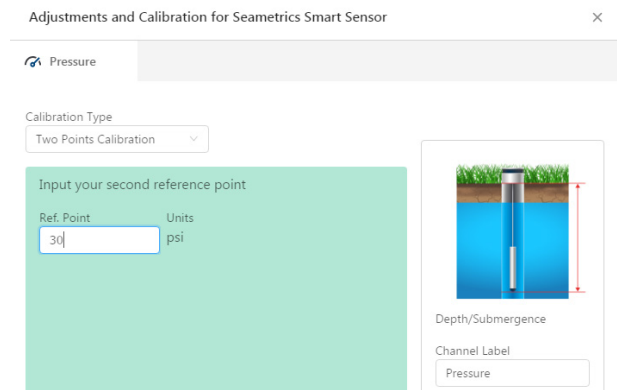 Adjustments and Calibration for Seametrics Smart Sensor
Pressure
Calibration Type
Two Points Calibration
Input your second reference point
Ref. Point Units
30 psi
Depth/Submergence
Channel Label
Pressure